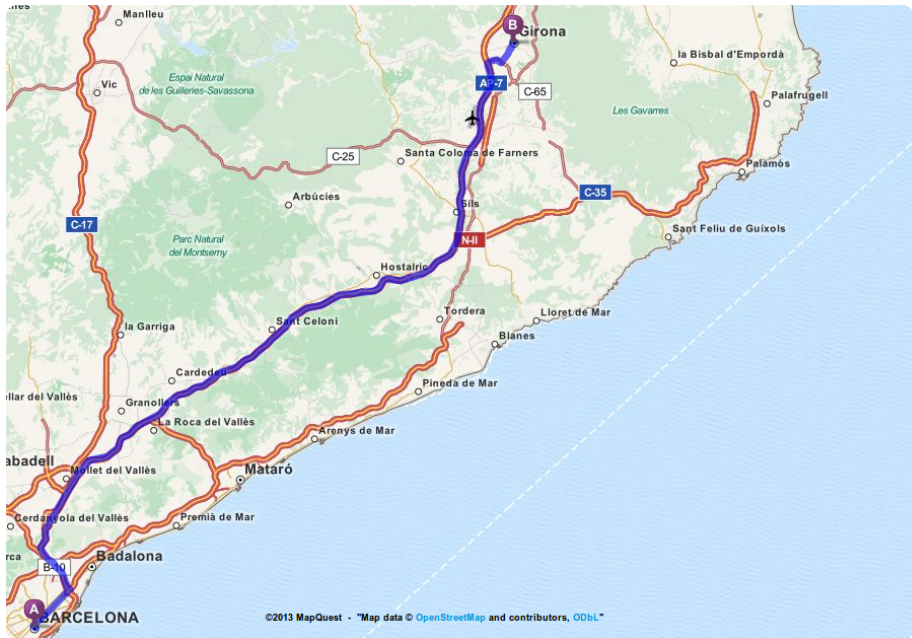 Manlleu
Girona
B
la Bisbal d'Empordà
Vic
Espai Natural
de les Guilleries-Savassona
AP-7
C-65
Palafrugell
Les Gavarres
C-25
Santa Coloma de Farners
Palamós
Arbúcies
C-35
Sils
C-17
Sant Feliu de Guíxols
Parc Natural
del Montseny
N-II
Hostalric
Tordera
Lloret de Mar
Sant Celoni
la Garriga
Blanes
Cardedeu
Pineda de Mar
ellar del Vallès
Granollers
La Roca del Vallès
Arenys de Mar
abadell
Mollet del Vallès
Mataró
Cerdanyola del Vallès
Premià de Mar
rca
Badalona
B-10
A
BARCELONA
©2013 MapQuest - "Map data © OpenStreetMap and contributors, ODbL"